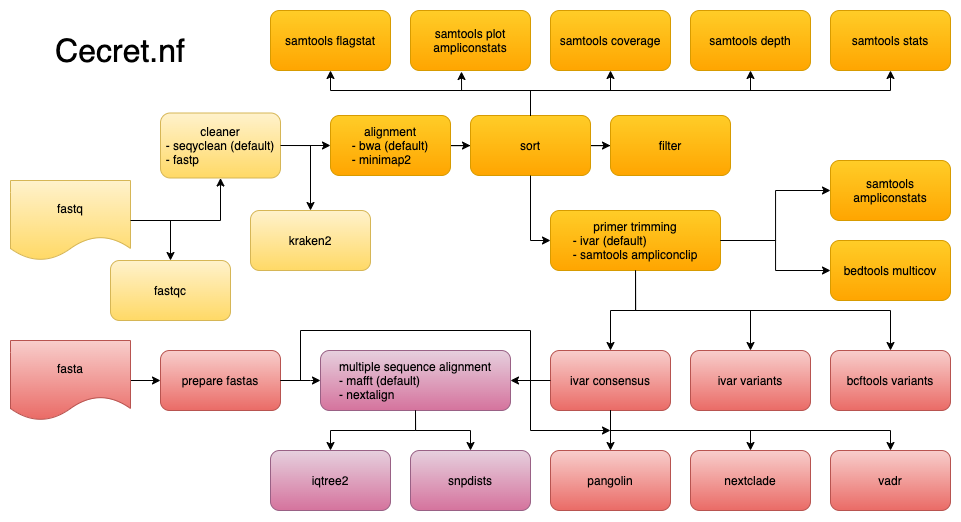 Cecret.nf
samtools flagstat
samtools plot
ampliconstats
samtools coverage
samtools depth
samtools stats
cleaner
- seqyclean (default)
- fastp
alignment
- bwa (default)
- minimap2
sort
filter
fastq
kraken2
fastqc
primer trimming
- ivar (default)
- samtools ampliconclip
samtools
ampliconstats
bedtools multicov
fasta
prepare fastas
multiple sequence alignment
- mafft (default)
- nextalign
ivar consensus
ivar variants
bcftools variants
iqtree2
snpdists
pangolin
nextclade
vadr